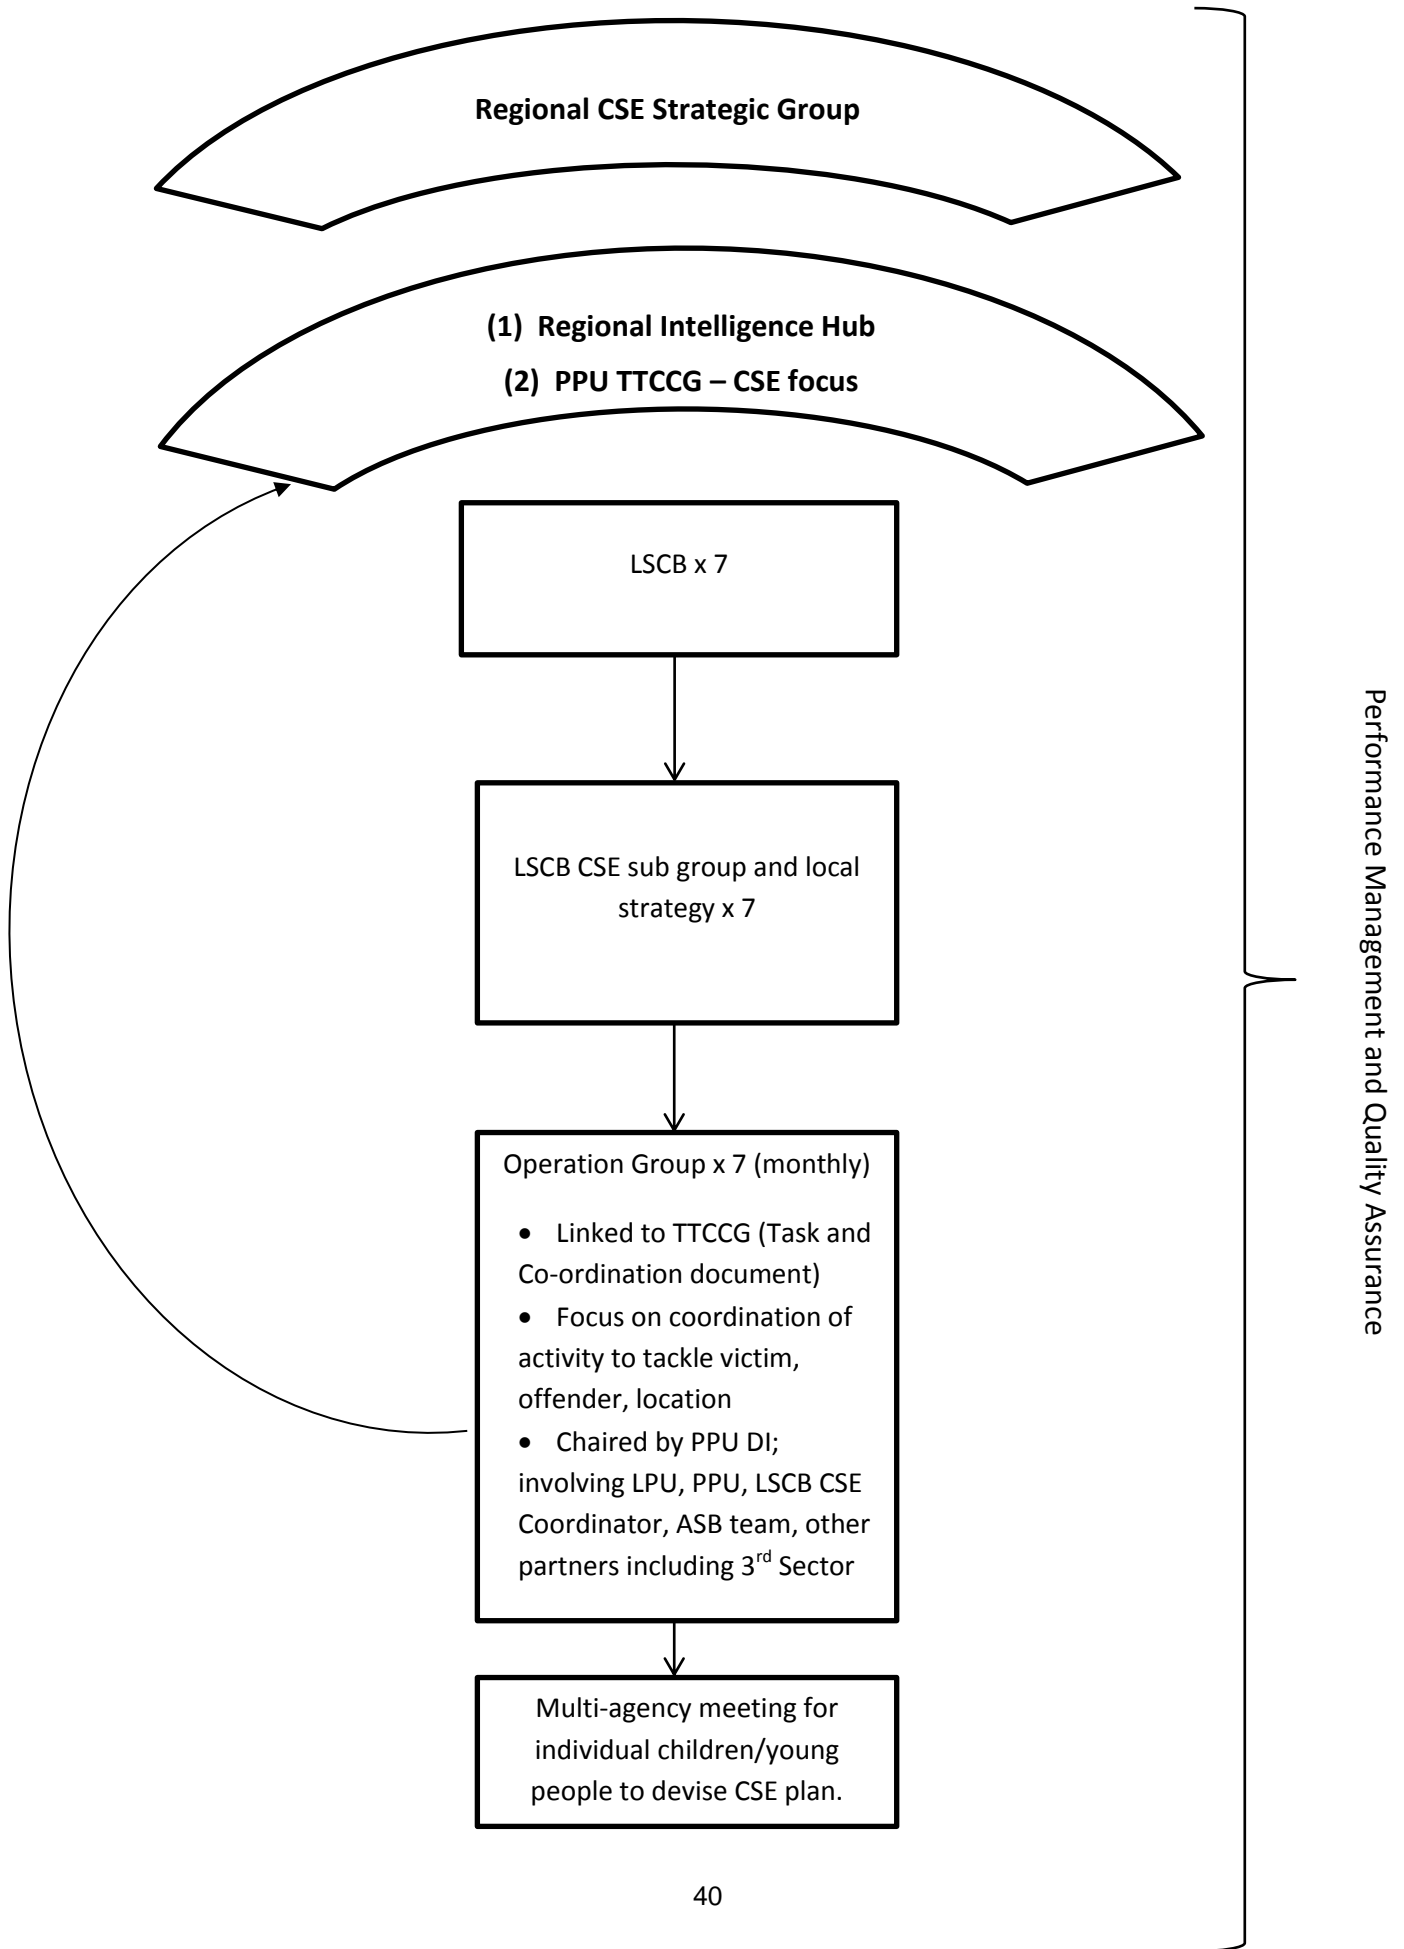 Regional CSE Strategic Group
(1) Regional Intelligence Hub
(2) PPU TTCCG – CSE focus
LSCB x 7
LSCB CSE sub group and local
strategy x 7
Operation Group x 7 (monthly)
• Linked to TTCCG (Task and
Co-ordination document)
• Focus on coordination of
activity to tackle victim,
offender, location
• Chaired by PPU DI;
involving LPU, PPU, LSCB CSE
Coordinator, ASB team, other
partners including 3rd Sector
Multi-agency meeting for
individual children/young
people to devise CSE plan.
Performance Management and Quality Assurance
40